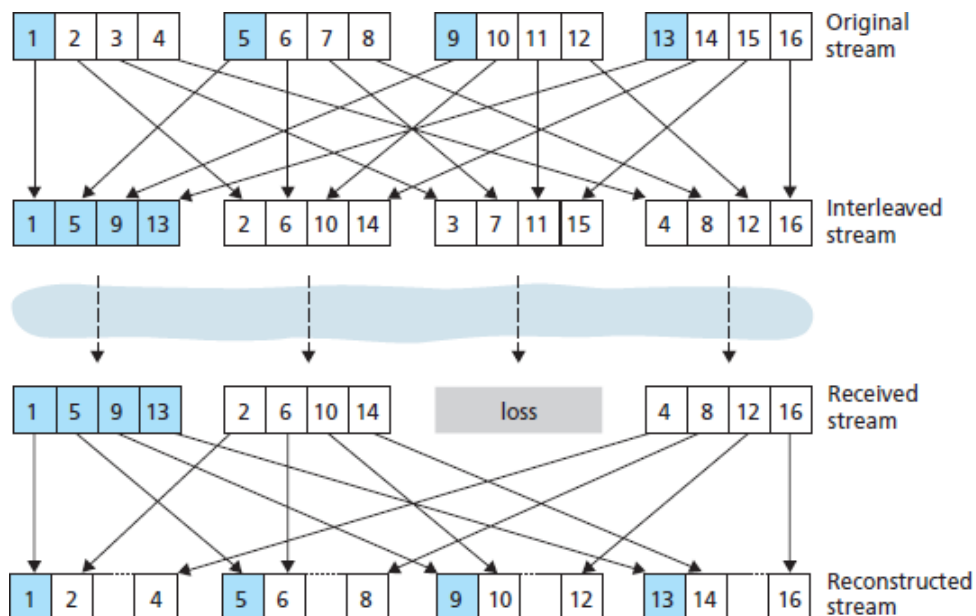 1 2 3 4 5 6 7 8 9 10 11 12 13 14 15 16 Original
stream
1 5 9 13 2 6 10 14 3 7 11 15 4 8 12 16 Interleaved
stream
1 5 9 13 2 6 10 14 loss 4 8 12 16 Received
stream
1 2 4 5 6 8 9 10 12 13 14 16 Reconstructed
stream